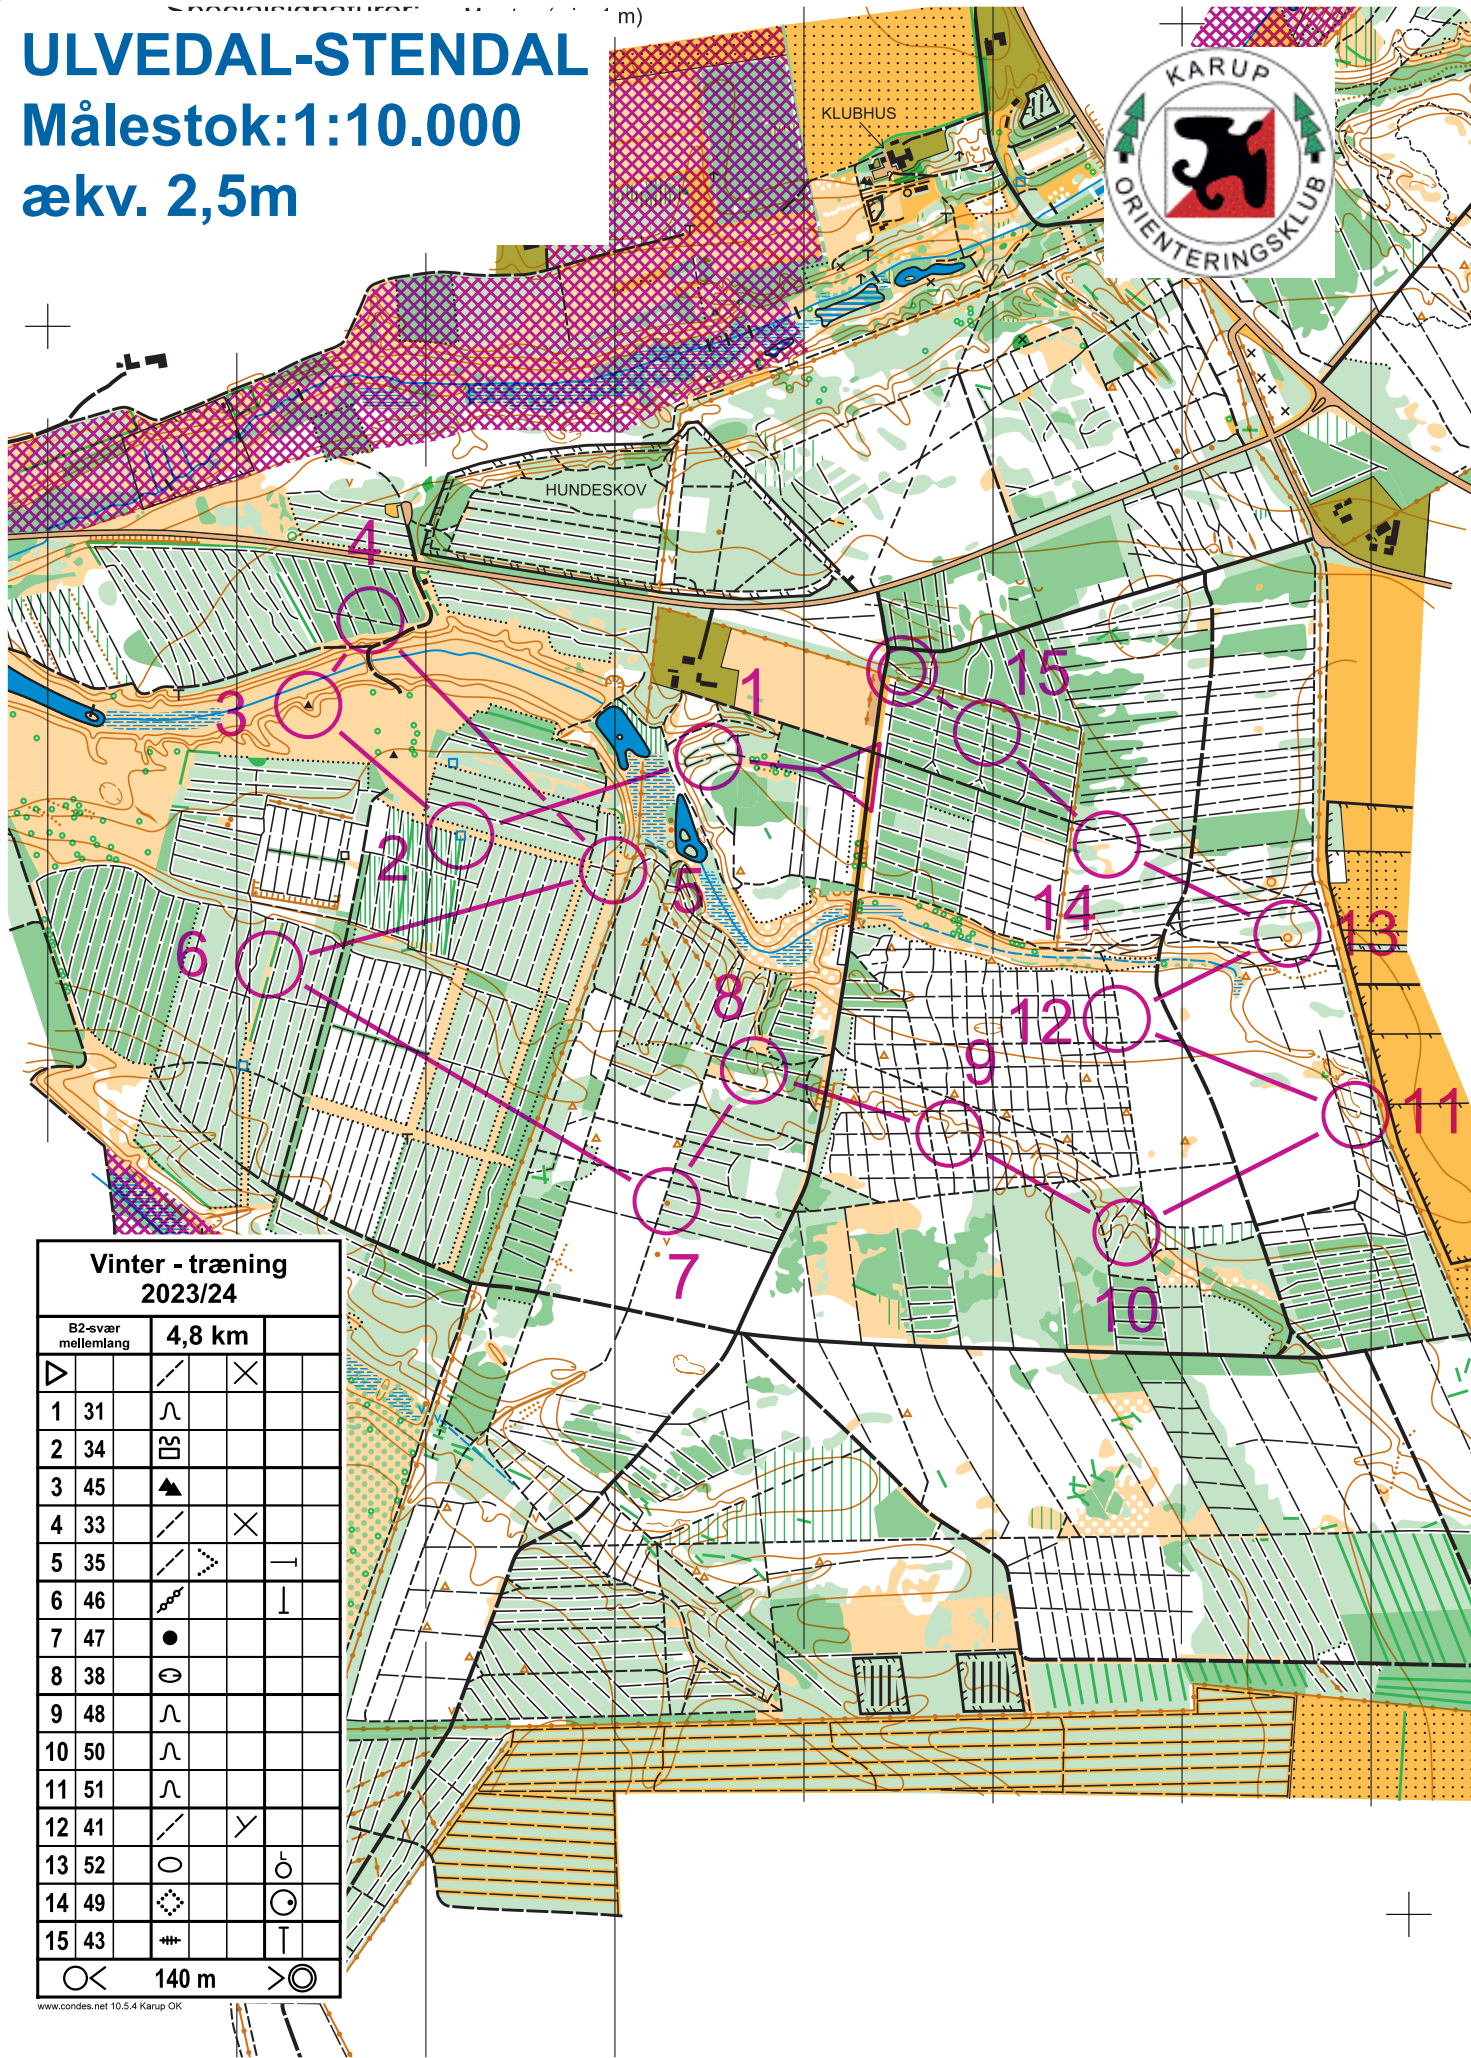 m)
ULVEDAL-STENDAL
Målestok:1:10.000
ækv. 2,5m
KARUP
ORIENTERINGSKLUB
KLUBHUS
HUNDESKOV
4
3
1
15
2
5
14
13
6
8
12
9
11
7
10
Vinter - træning
2023/24
B2-svær
mellemlang
4,8 km
1 31
2 34
3 45
4 33
5 35
6 46
7 47
8 38
9 48
10 50
11 51
12 41
13 52
14 49
15 43
140 m
www.condes.net 10.5.4 Karup OK